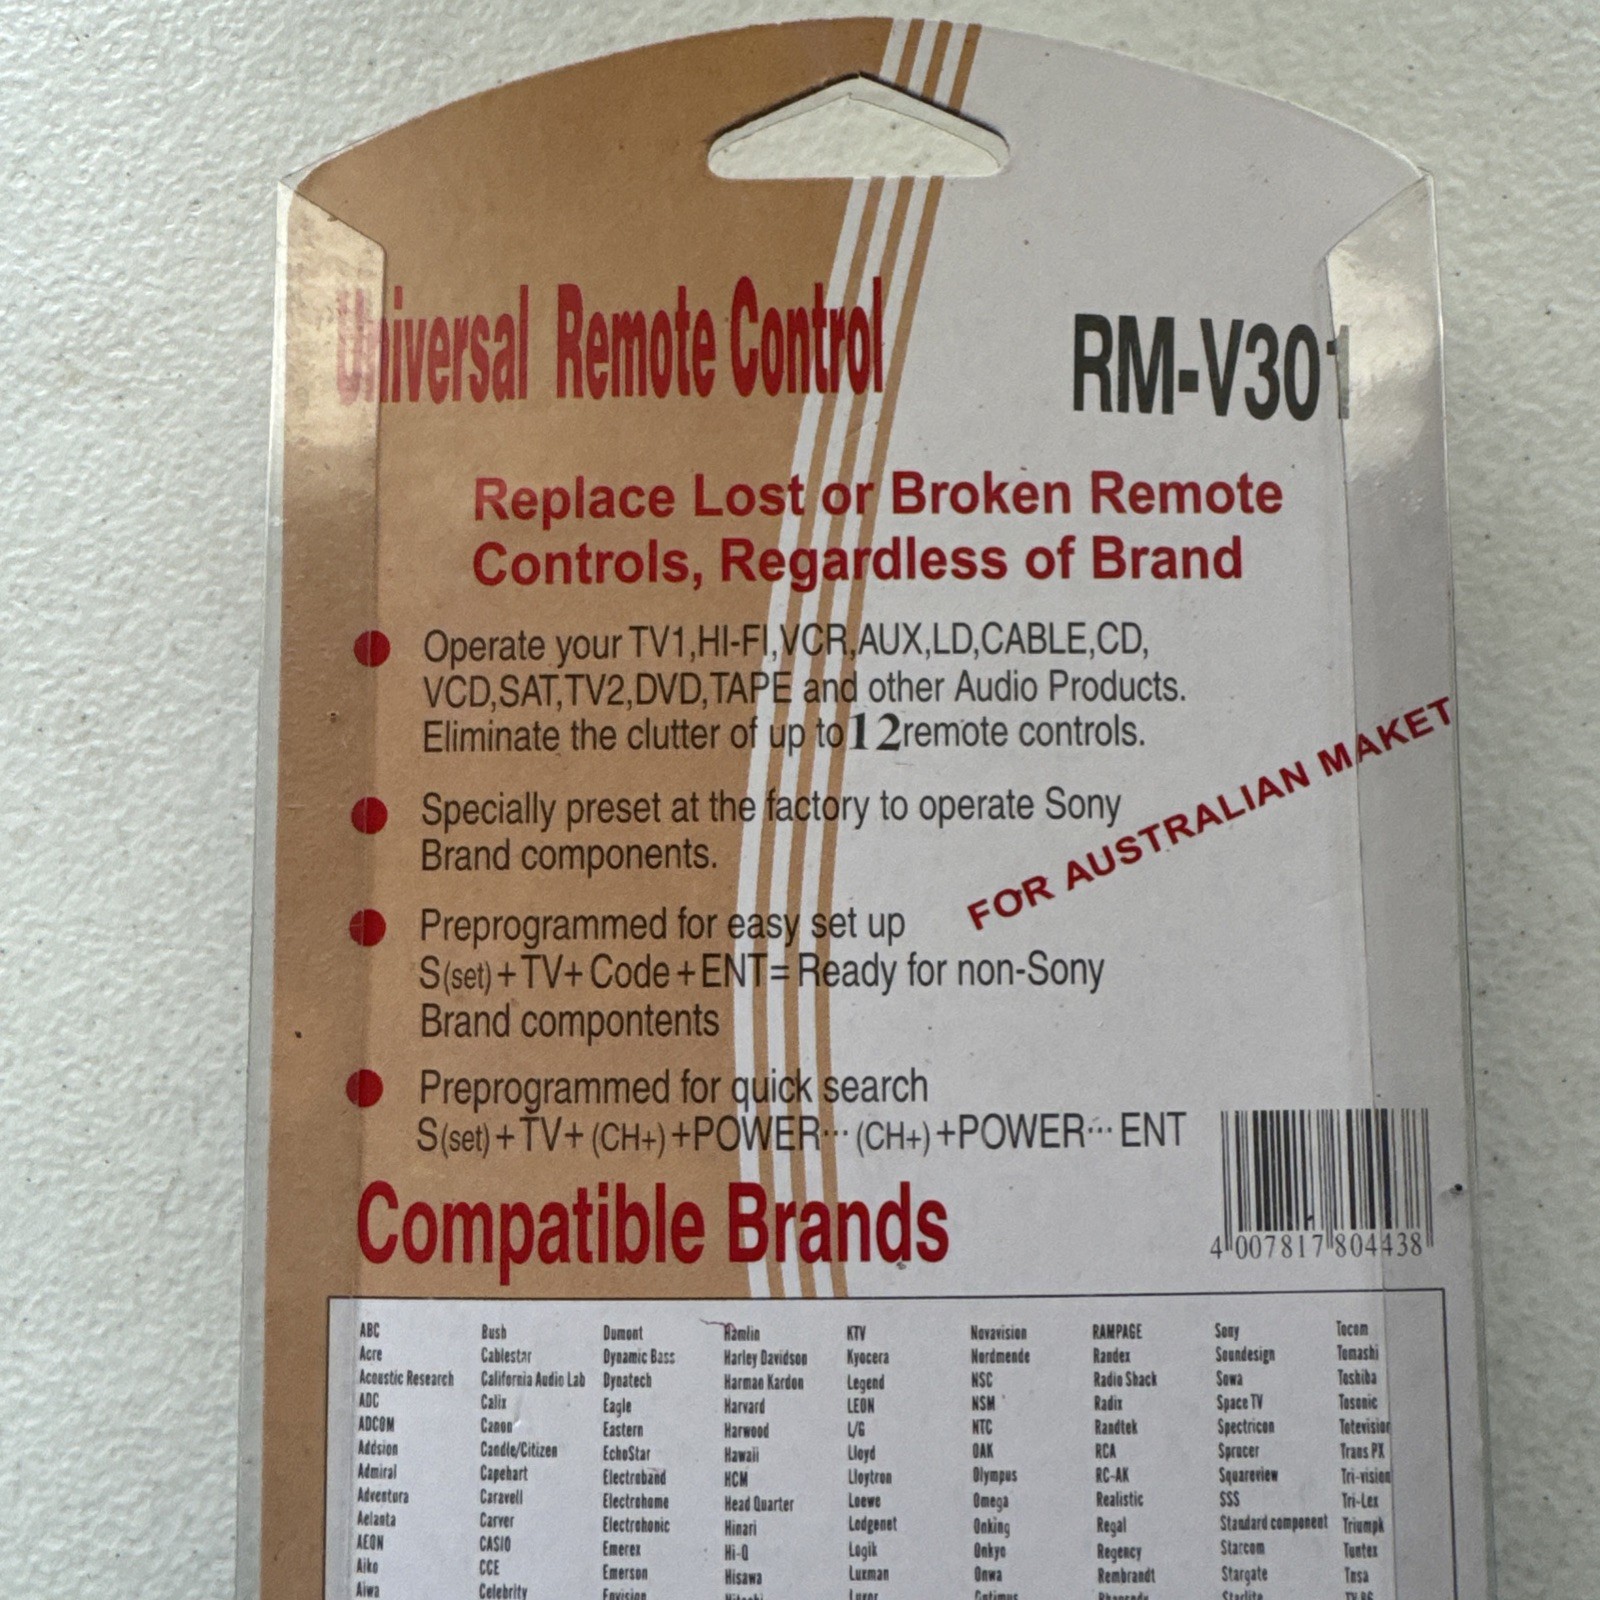 Universal Remote Control
RM-V301
Replace Lost or Broken Remote
Controls, Regardless of Brand
Operate your TV1,HI-FI,VCR,AUX,LD,CABLE,CD,
VCD,SAT,TV2,DVD,TAPE and other Audio Products.
Eliminate the clutter of up to 12 remote controls.
FOR AUSTRALIAN MAKET
Specially preset at the factory to operate Sony
Brand components.
Preprogrammed for easy set up
S(set)+TV+ Code +ENT= Ready for non-Sony
Brand compontents
Preprogrammed for quick search
S(set)+TV+ (CH+) +POWER··· (CH+) +POWER··· ENT
4 007817 804438
Compatible Brands
ABC Bush Dumont Hamlin KTV Novavision RAMPAGE Sony Tocom
Acre Cablestar Dynamic Bass Harley Davidson Kyocera Nordmende Randex Soundesign Tomashi
Acoustic Research California Audio Lab Dynatech Harman Kardon Legend NSC Radio Shack Sowa Toshiba
ADC Calix Eagle Harvard LEON NSM Radix Space TV Tosonic
ADCOM Canon Eastern Harwood L/G NTC Randtek Spectricon Totevision
Addsion Candle/Citizen EchoStar Hawaii Lloyd OAK RCA Sprucer Trans PX
Admiral Capehart Electroband HCM Lloytron Olympus RC-AK Squareview Tri-vision
Adventura Caravell Electrohome Head Quarter Loewe Omega Realistic SSS Tri-Lex
Aelanta Carver Electrohonic Hinari Lodgenet Onking Regal Standard component Triumpk
AEON CASIO Emerex Hi-Q Logik Onkyo Regency Starcom Tuntex
Aiko CCE Emerson Hisawa Luxman Onwa Rembrandt Stargate Tnsa
Aiwa Celebrity Envision Hitachi Luxor Optimus Rhapsody Starlite